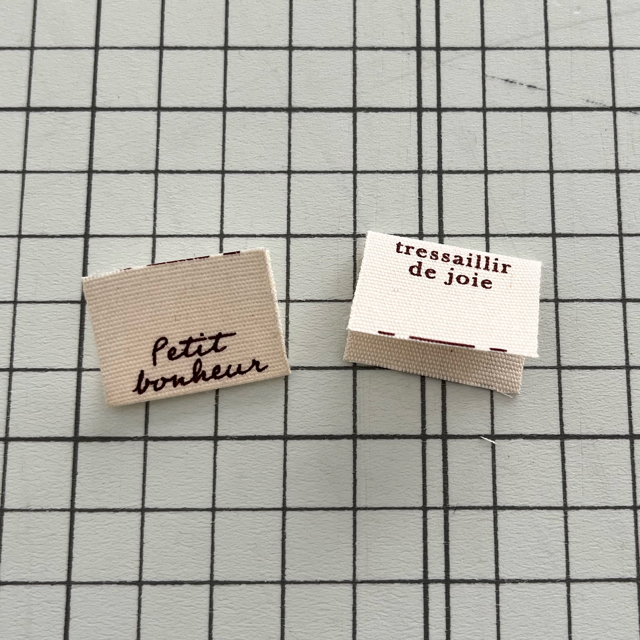 Petit
bonheur
tressaillir
de joie